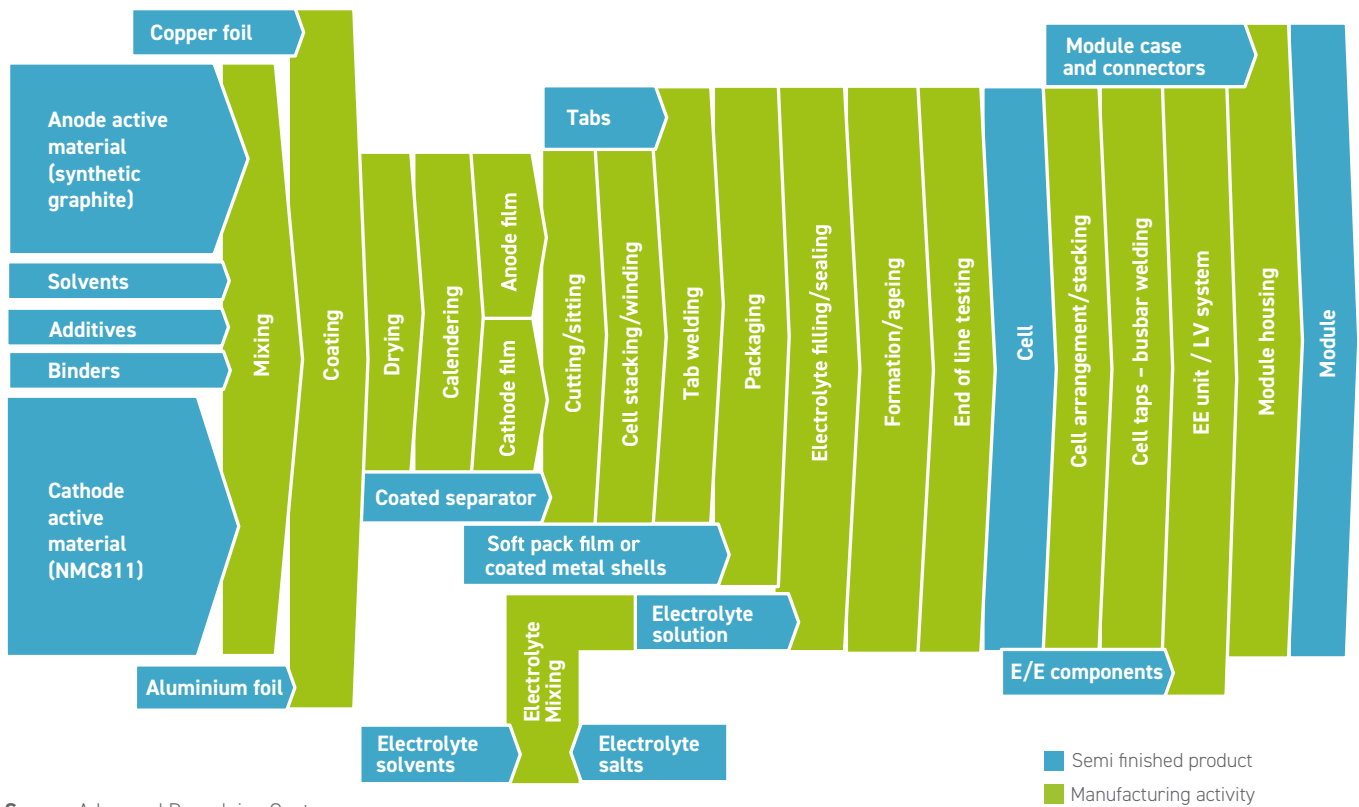 Copper foil
Anode active
material
(synthetic
graphite)
Solvents
Additives
Binders
Cathode
active
material
(NMC811)
Aluminium foil
Mixing
Coating
Drying
Calendering
Anode film
Cathode film
Coated separator
Tabs
Cutting/sitting
Cell stacking/winding
Tab welding
Soft pack film or
coated metal shells
Packaging
Electrolyte
solvents
Electrolyte
salts
Electrolyte
Mixing
Electrolyte
solution
Electrolyte filling/sealing
Formation/ageing
End of line testing
Cell
Cell arrangement/stacking
Cell taps – busbar welding
E/E components
EE unit / LV system
Module case
and connectors
Module housing
Module
Semi finished product
Manufacturing activity